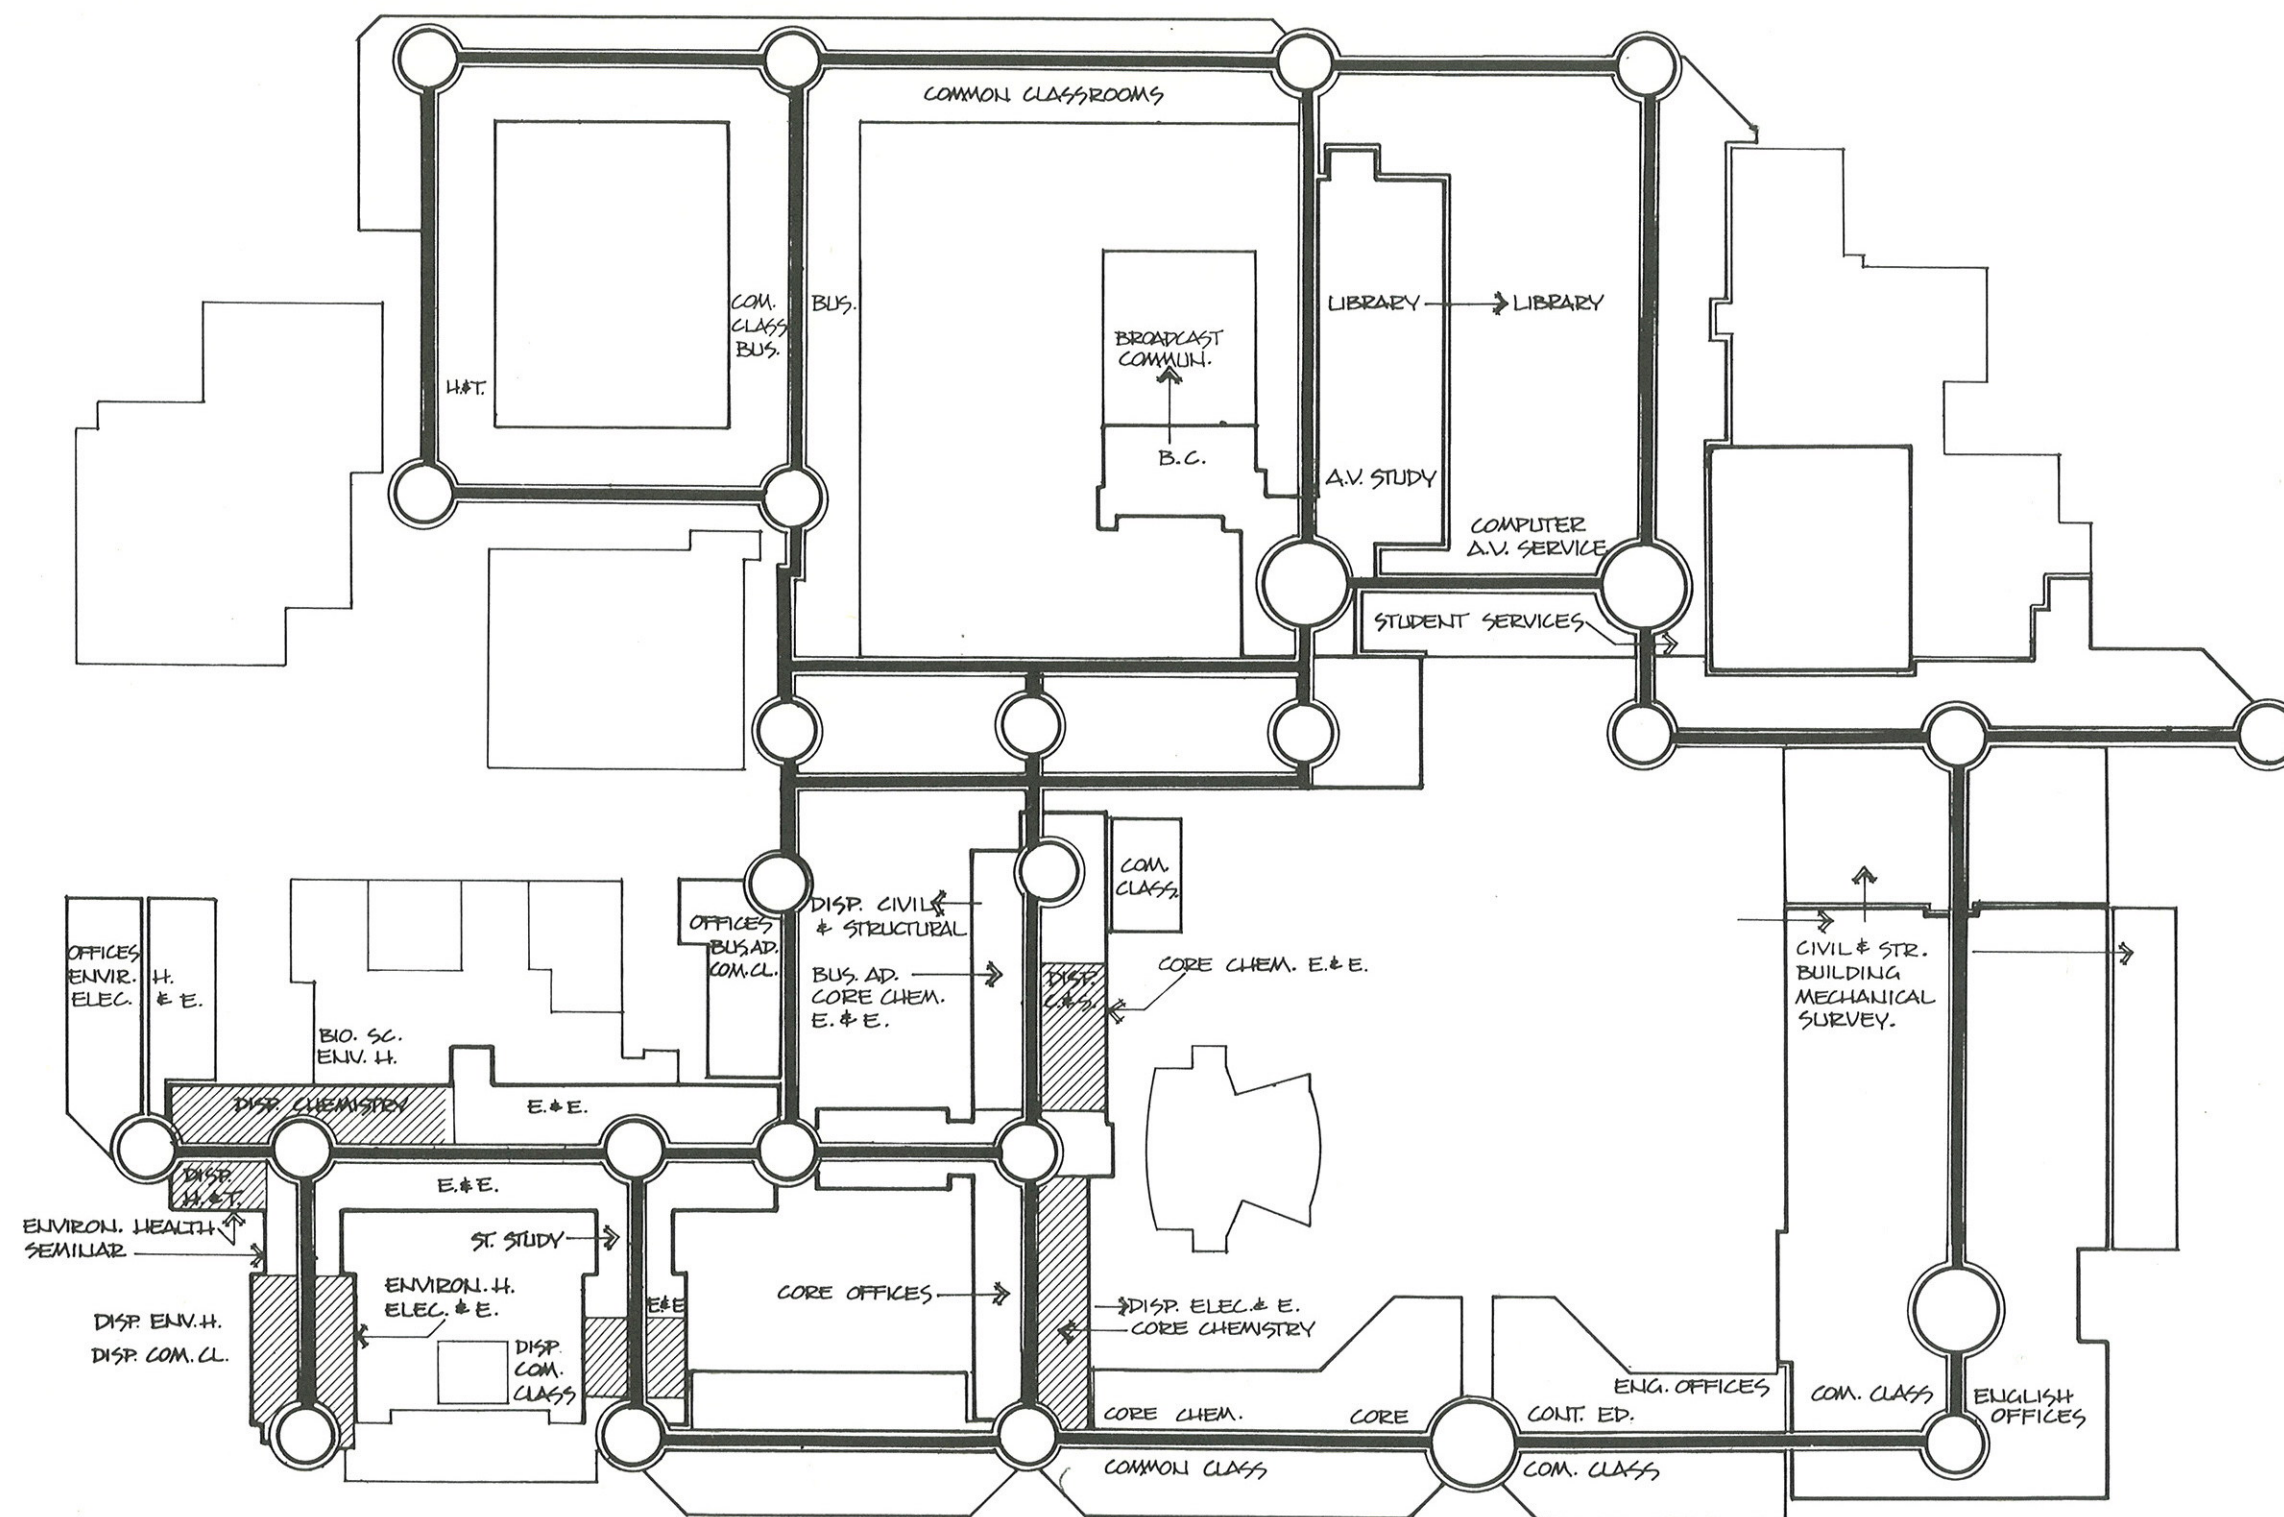 COMMON CLASSROOMS
COM.
CLASS
BUS.
BUS.
H.&T.
BROADCAST
COMMUN.
B.C.
LIBRARY
LIBRARY
A.V. STUDY
COMPUTER
A.V. SERVICE
STUDENT SERVICES
COM.
CLASS.
DISP. CIVIL
& STRUCTURAL
OFFICES
BUS.AD.
COM.CL.
BUS. AD.
CORE CHEM.
E. & E.
DISP.
C.&S.
CORE CHEM. E.& E.
CIVIL & STR.
BUILDING
MECHANICAL
SURVEY.
OFFICES
ENVIR.
ELEC.
H.
& E.
BIO. SC.
ENV. H.
DISP. CHEMISTRY
E.& E.
DISP.
H.&T.
E.& E.
ENVIRON. HEALTH
SEMINAR
ST. STUDY
ENVIRON. H.
ELEC. & E.
E&E
CORE OFFICES
DISP. ELEC.& E.
CORE CHEMISTRY
DISP. ENV.H.
DISP. COM.CL.
DISP.
COM.
CLASS
CORE CHEM.
CORE
CONT. ED.
ENG. OFFICES
COM. CLASS
ENGLISH
OFFICES
COMMON CLASS
COM. CLASS